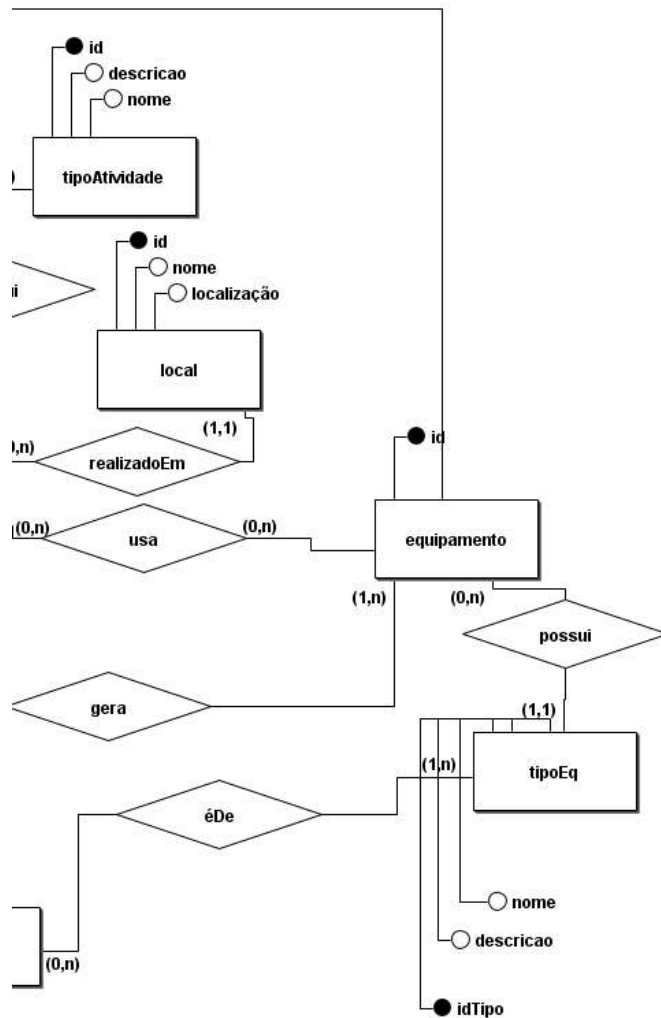 id
descricao
nome
tipoAtividade
id
nome
localização
local
(1,1)
realizadoEm
id
(0,n)
usa
(0,n)
equipamento
(1,n)
(0,n)
possui
gera
(1,1)
(1,n)
tipoEq
éDe
nome
descricao
(0,n)
idTipo